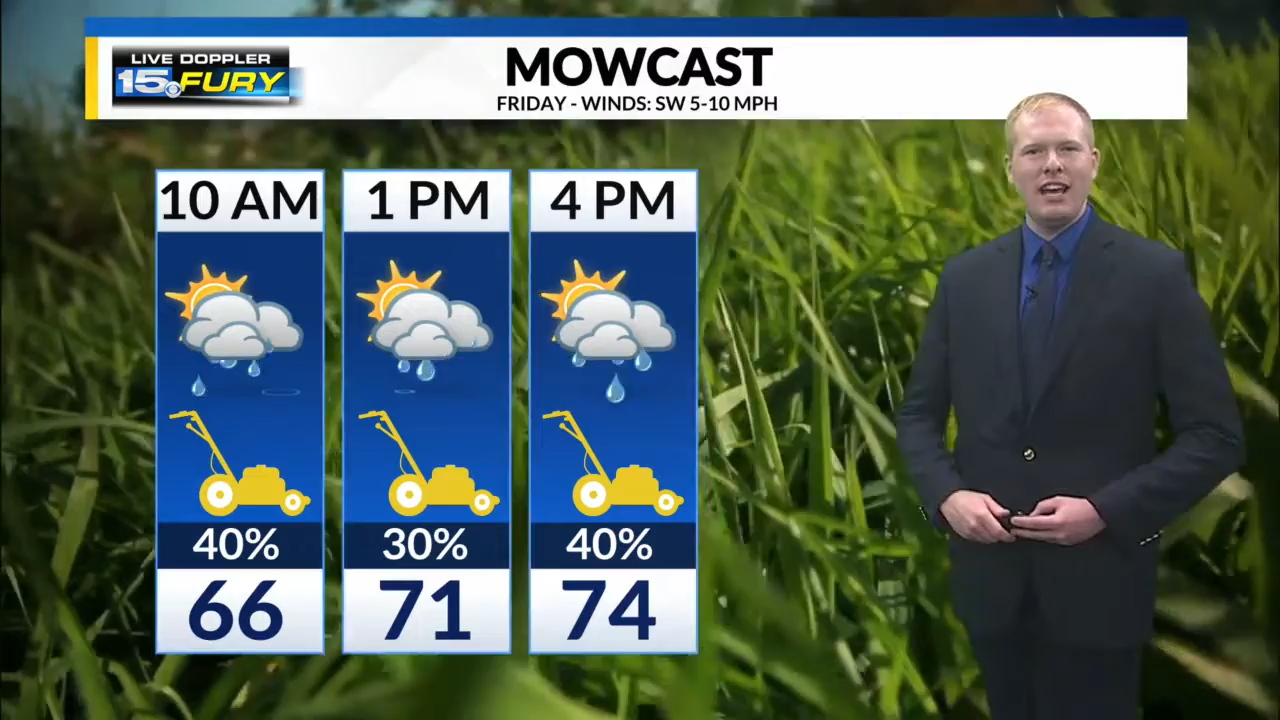 LIVE DOPPLER
15 FURY
MOWCAST
FRIDAY - WINDS: SW 5-10 MPH
10 AM
1 PM
4 PM
40%
30%
40%
66
71
74